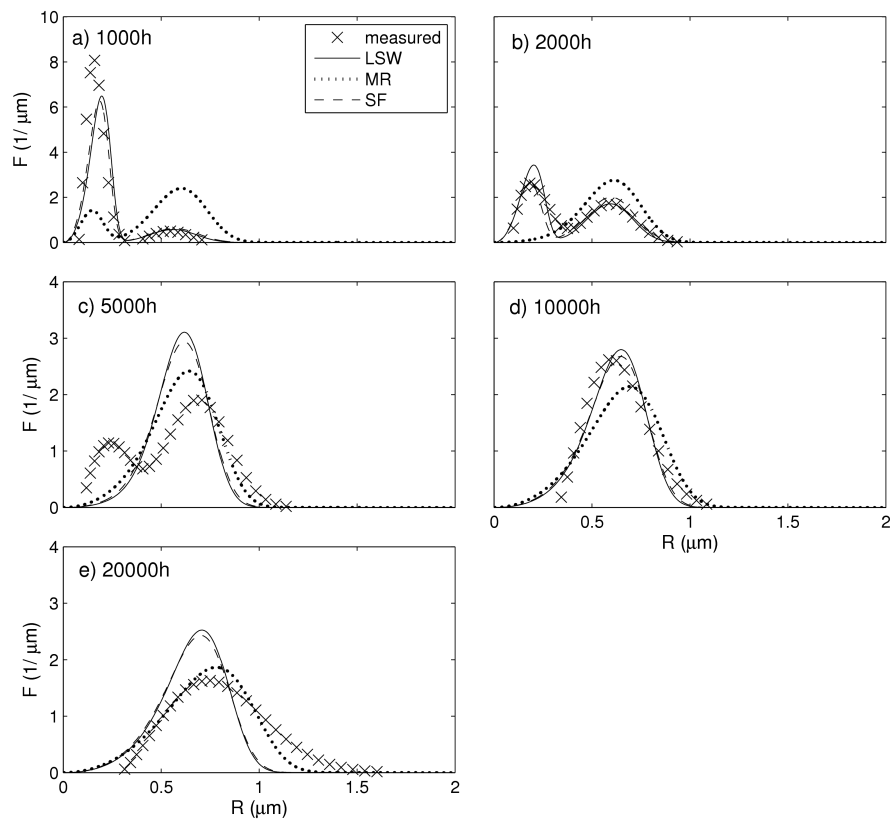 a) 1000h
measured
LSW
MR
SF
10
8
6
4
2
0
F (1/ μm)
b) 2000h
c) 5000h
4
3
2
1
0
F (1/ μm)
d) 10000h
0
0.5
1
1.5
2
R (μm)
e) 20000h
4
3
2
1
0
F (1/ μm)
0
0.5
1
1.5
2
R (μm)